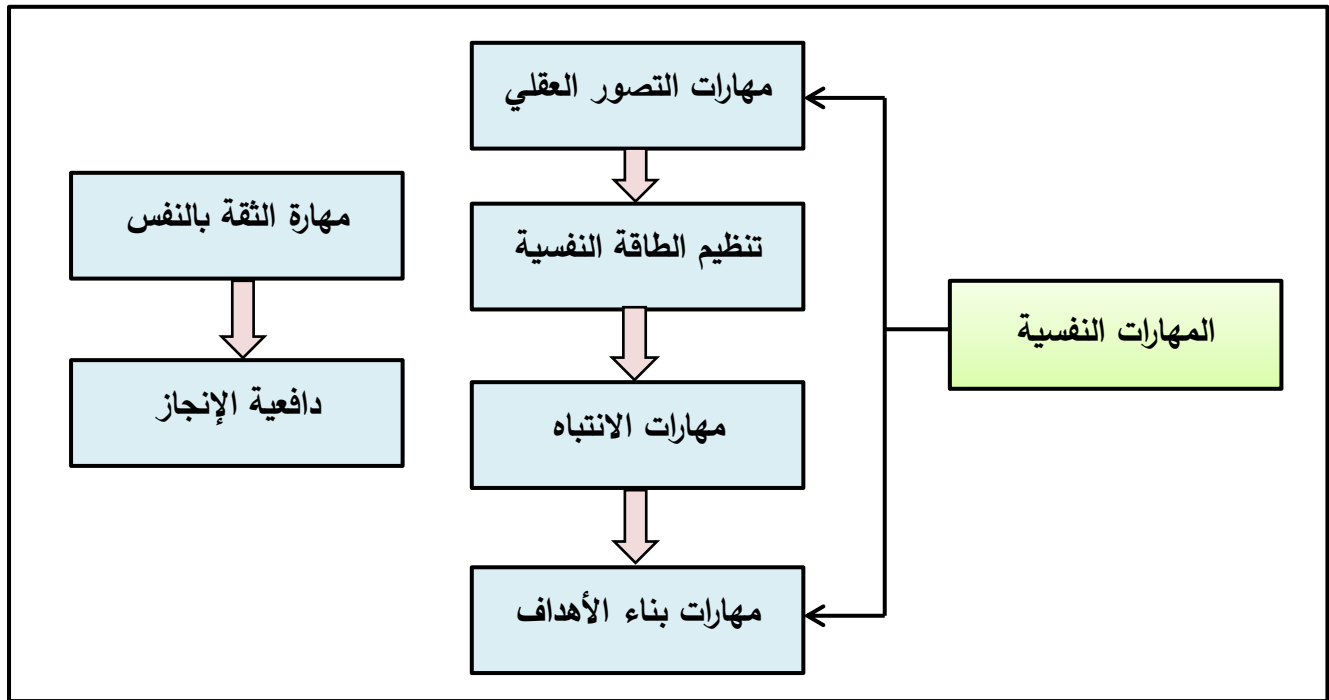 المهارات النفسية
مهارات التصور العقلي
تنظيم الطاقة النفسية
مهارات الانتباه
مهارات بناء الأهداف
مهارة الثقة بالنفس
دافعية الإنجاز